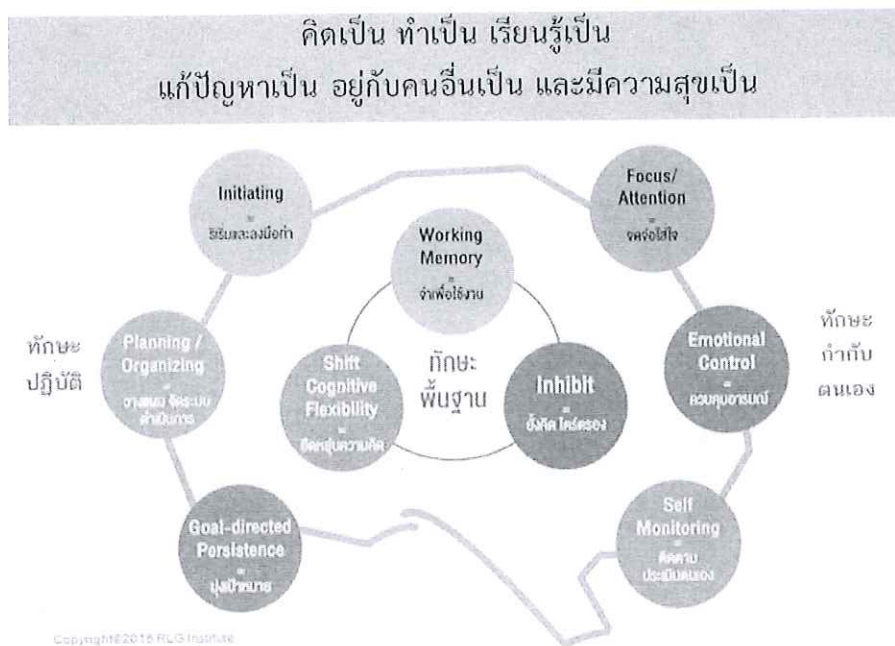 คิดเป็น ทำเป็น เรียนรู้เป็น
แก้ปัญหาเป็น อยู่กับคนอื่นเป็น และมีความสุขเป็น
Initiating
=
ริเริ่มและลงมือทำ
Focus/
Attention
=
จดจ่อใส่ใจ
Working
Memory
=
จำเพื่อใช้งาน
ทักษะ
ปฏิบัติ
Planning /
Organizing
=
วางแผน จัดระบบ
ดำเนินการ
Shift
Cognitive
Flexibility
=
ยืดหยุ่นความคิด
ทักษะ
พื้นฐาน
Inhibit
=
ยั้งคิด ไตร่ตรอง
Emotional
Control
=
ควบคุมอารมณ์
ทักษะ
กำกับ
ตนเอง
Goal-directed
Persistence
=
มุ่งเป้าหมาย
Self
Monitoring
=
ติดตาม
ประเมินตนเอง
Copyright©2016 RLG Institute